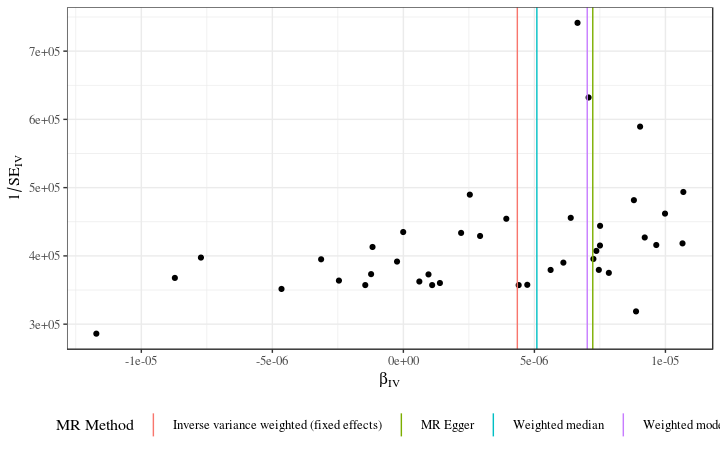 7e+05
6e+05
5e+05
4e+05
3e+05
1/SE_IV
-1e-05 -5e-06 0e+00 5e-06 1e-05
β_IV
MR Method Inverse variance weighted (fixed effects) MR Egger Weighted median Weighted mode